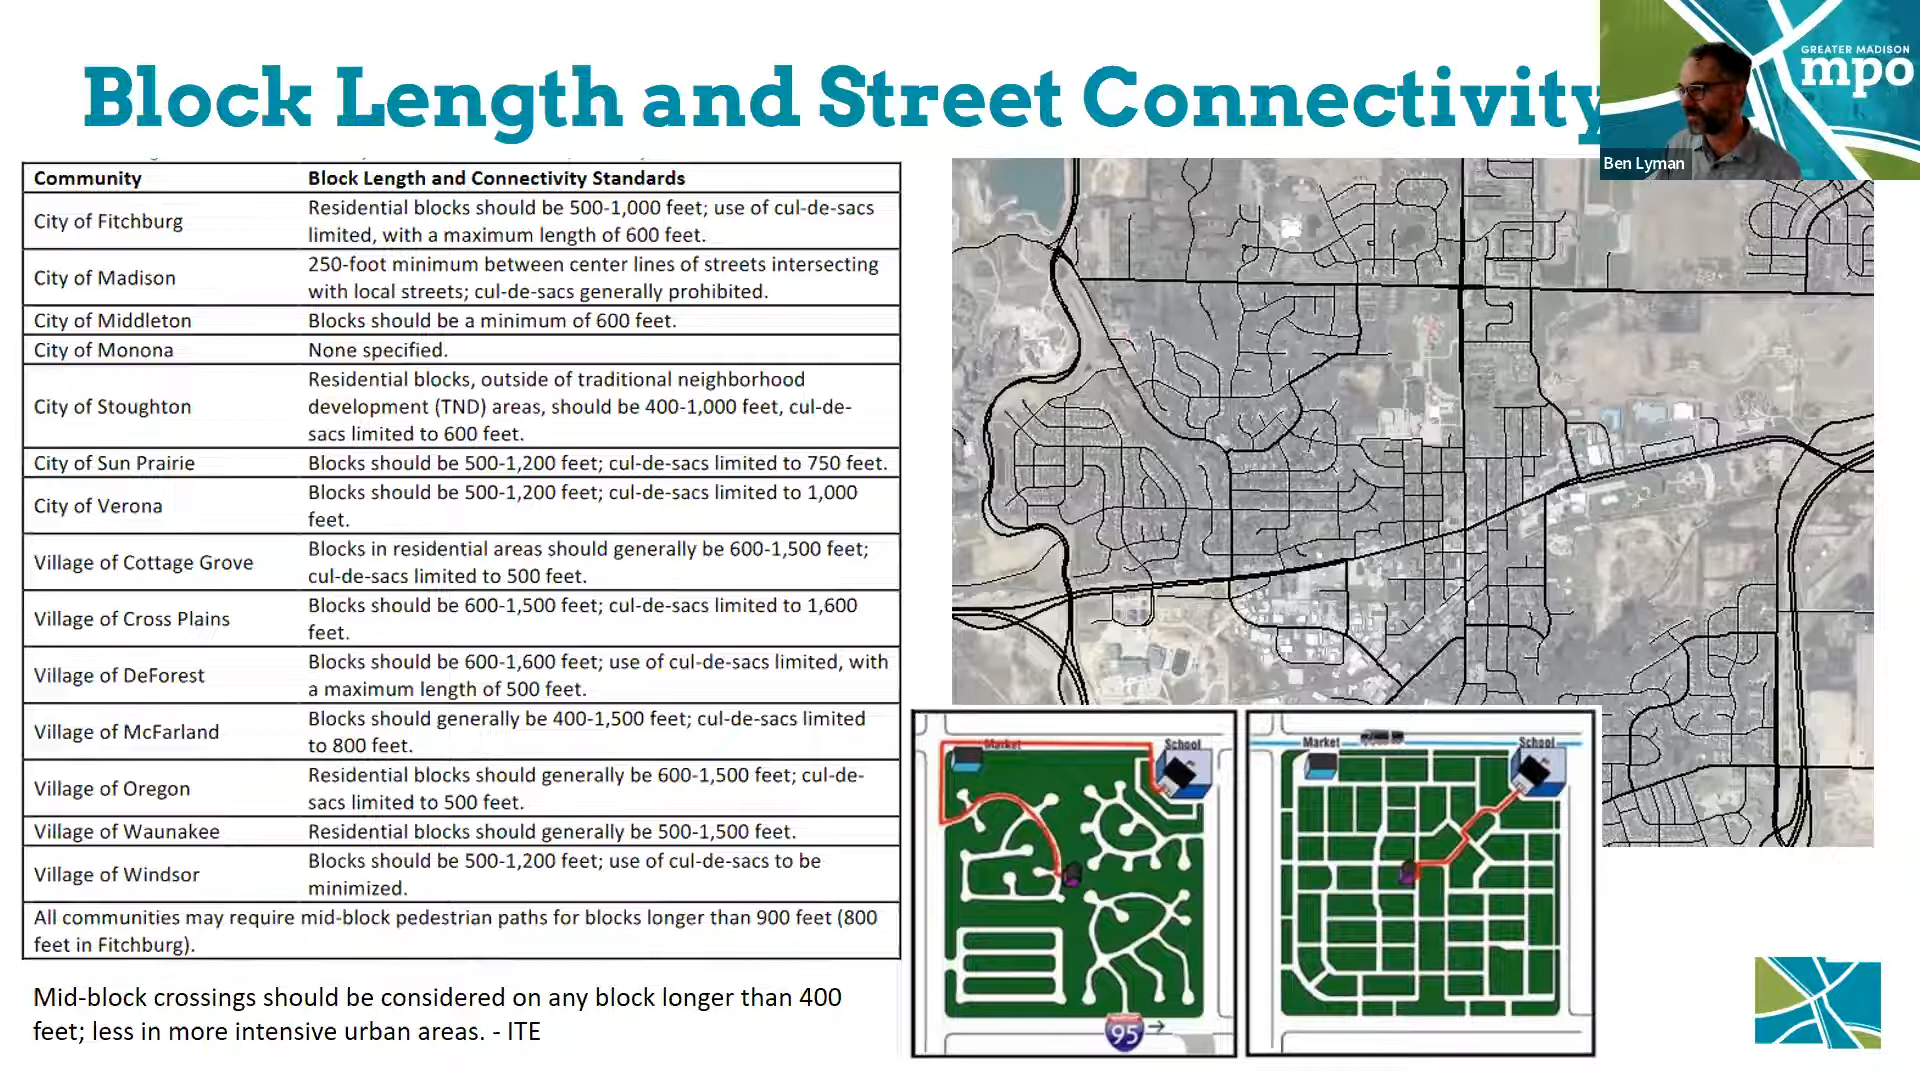 Block Length and Street Connectivity
GREATER MADISON
mpo
Ben Lyman
Community Block Length and Connectivity Standards
City of Fitchburg
Residential blocks should be 500-1,000 feet; use of cul-de-sacs
limited, with a maximum length of 600 feet.
City of Madison
250-foot minimum between center lines of streets intersecting
with local streets; cul-de-sacs generally prohibited.
City of Middleton
Blocks should be a minimum of 600 feet.
City of Monona
None specified.
City of Stoughton
Residential blocks, outside of traditional neighborhood
development (TND) areas, should be 400-1,000 feet, cul-de-
sacs limited to 600 feet.
City of Sun Prairie
Blocks should be 500-1,200 feet; cul-de-sacs limited to 750 feet.
City of Verona
Blocks should be 500-1,200 feet; cul-de-sacs limited to 1,000
feet.
Village of Cottage Grove
Blocks in residential areas should generally be 600-1,500 feet;
cul-de-sacs limited to 500 feet.
Village of Cross Plains
Blocks should be 600-1,500 feet; cul-de-sacs limited to 1,600
feet.
Village of DeForest
Blocks should be 600-1,600 feet; use of cul-de-sacs limited, with
a maximum length of 500 feet.
Village of McFarland
Blocks should generally be 400-1,500 feet; cul-de-sacs limited
to 800 feet.
Village of Oregon
Residential blocks should generally be 600-1,500 feet; cul-de-
sacs limited to 500 feet.
Village of Waunakee
Residential blocks should generally be 500-1,500 feet.
Village of Windsor
Blocks should be 500-1,200 feet; use of cul-de-sacs to be
minimized.
All communities may require mid-block pedestrian paths for blocks longer than 900 feet (800
feet in Fitchburg).
Mid-block crossings should be considered on any block longer than 400
feet; less in more intensive urban areas. - ITE
Market
School
95
Market
School